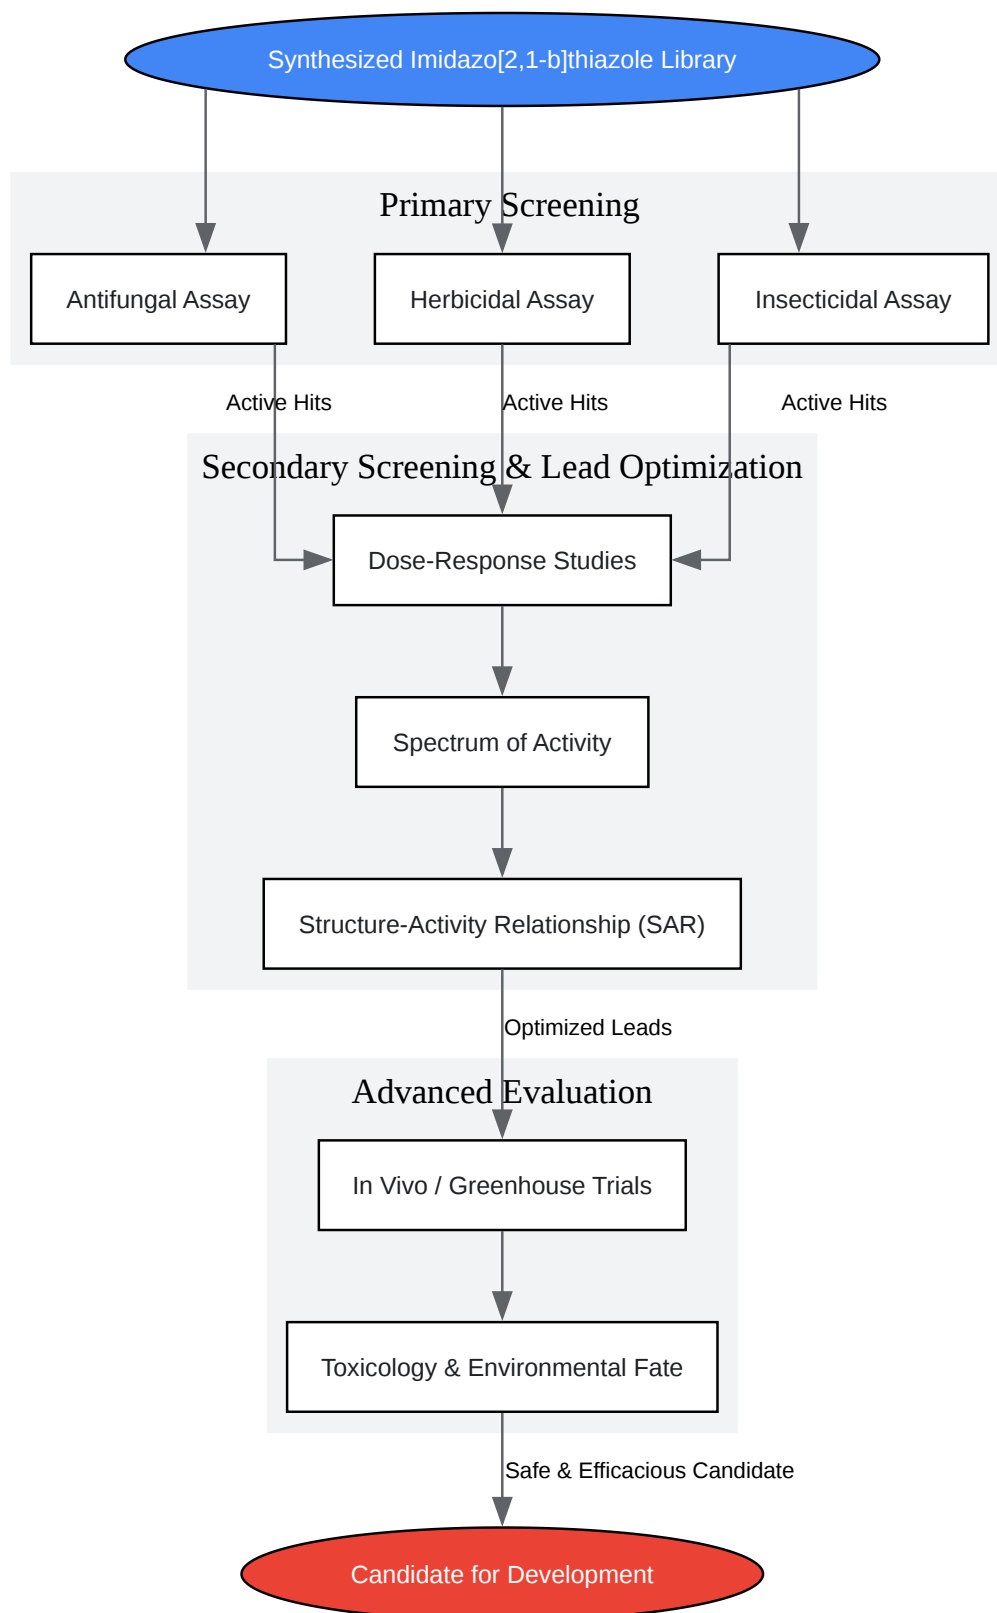 Synthesized Imidazo[2,1-b]thiazole Library
Primary Screening
Antifungal Assay
Herbicidal Assay
Insecticidal Assay
Active Hits
Active Hits
Active Hits
Secondary Screening & Lead Optimization
Dose-Response Studies
Spectrum of Activity
Structure-Activity Relationship (SAR)
Optimized Leads
Advanced Evaluation
In Vivo / Greenhouse Trials
Toxicology & Environmental Fate
Safe & Efficacious Candidate
Candidate for Development